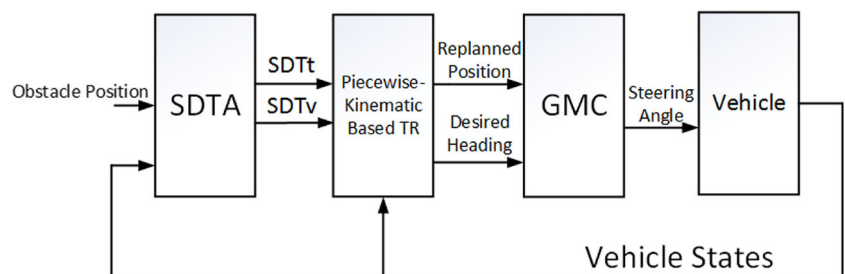 Obstacle Position
SDTA
SDTt
SDTv
Piecewise-
Kinematic
Based TR
Replanned
Position
Desired
Heading
GMC
Steering
Angle
Vehicle
Vehicle States